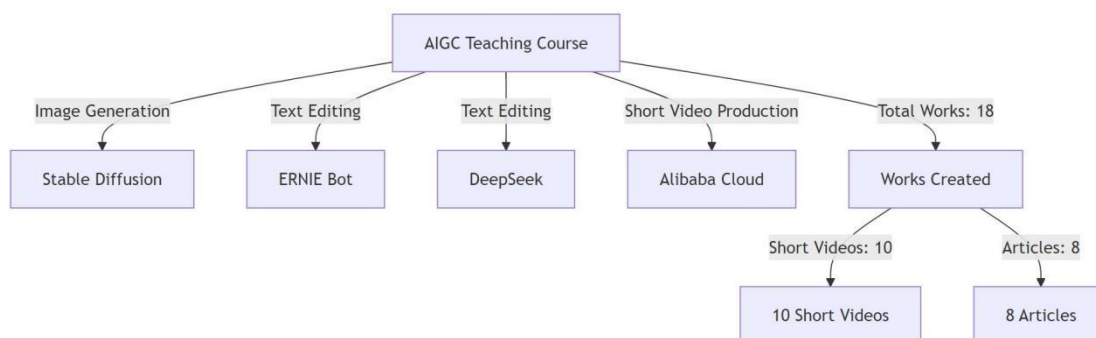 AIGC Teaching Course
Image Generation
Text Editing
Text Editing
Short Video Production
Total Works: 18
Stable Diffusion
ERNIE Bot
DeepSeek
Alibaba Cloud
Works Created
Short Videos: 10
Articles: 8
10 Short Videos
8 Articles